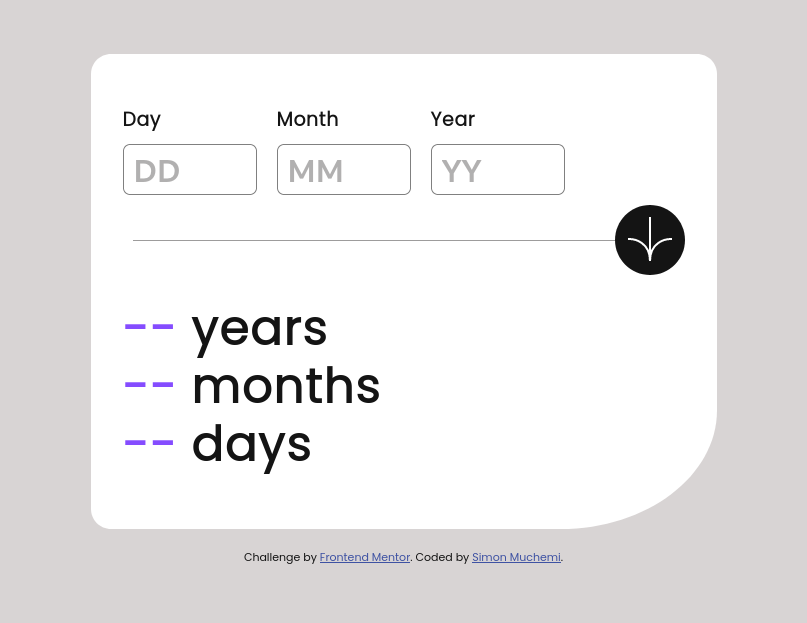 Day Month Year
DD MM YY
-- years
-- months
-- days
Challenge by Frontend Mentor. Coded by Simon Muchemi.